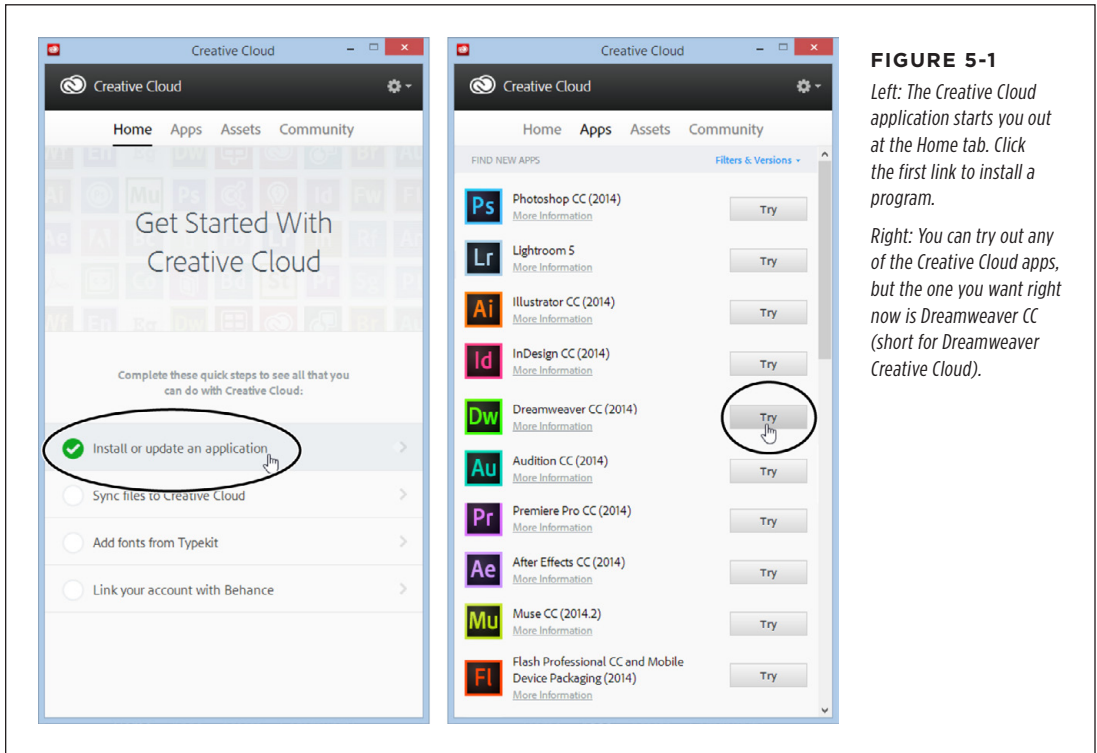 Creative Cloud
Creative Cloud
Home Apps Assets Community
Get Started With
Creative Cloud
Complete these quick steps to see all that you
can do with Creative Cloud:
Install or update an application
Sync files to Creative Cloud
Add fonts from Typekit
Link your account with Behance
Creative Cloud
Creative Cloud
Home Apps Assets Community
FIND NEW APPS Filters & Versions
Ps Photoshop CC (2014)
More Information
Try
Lr Lightroom 5
More Information
Try
Ai Illustrator CC (2014)
More Information
Try
Id InDesign CC (2014)
More Information
Try
Dw Dreamweaver CC (2014)
More Information
Try
Au Audition CC (2014)
More Information
Try
Pr Premiere Pro CC (2014)
More Information
Try
Ae After Effects CC (2014)
More Information
Try
Mu Muse CC (2014.2)
More Information
Try
Fl Flash Professional CC and Mobile
Device Packaging (2014)
More Information
Try
FIGURE 5-1
Left: The Creative Cloud
application starts you out
at the Home tab. Click
the first link to install a
program.
Right: You can try out any
of the Creative Cloud apps,
but the one you want right
now is Dreamweaver CC
(short for Dreamweaver
Creative Cloud).